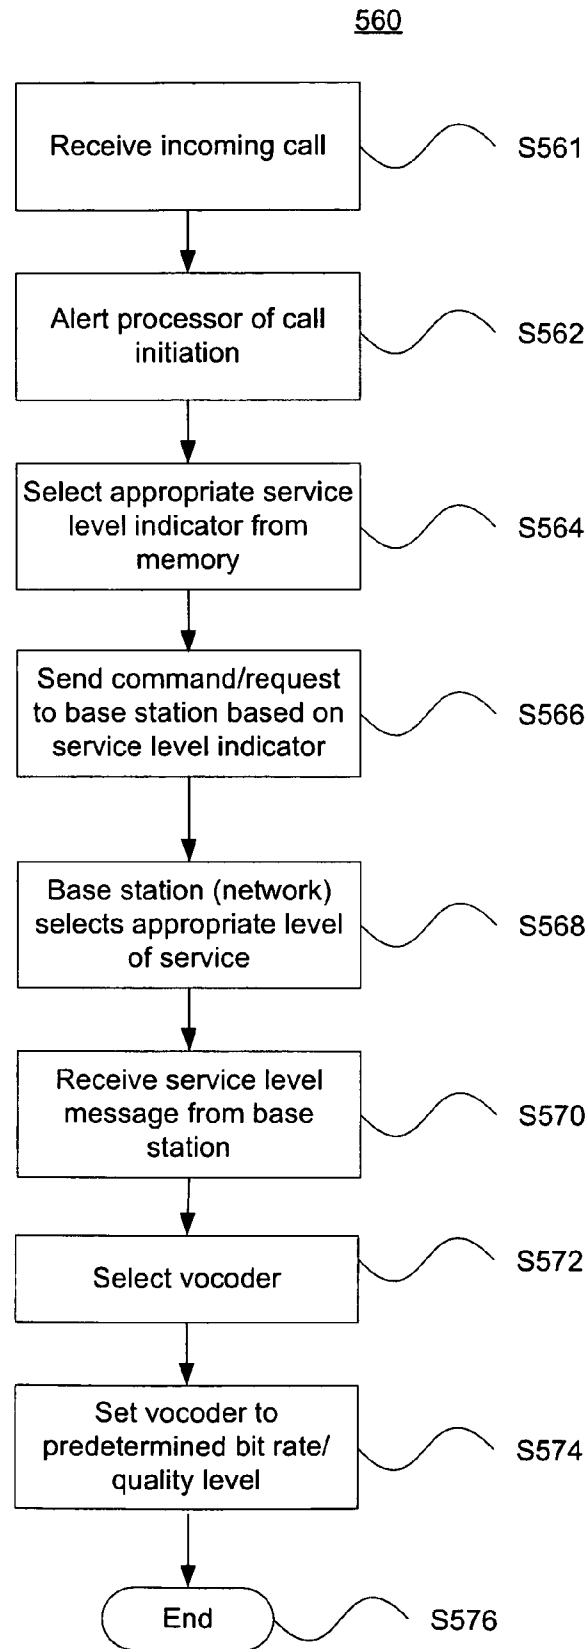 560
Receive incoming call
S561
Alert processor of call
initiation
S562
Select appropriate service
level indicator from
memory
S564
Send command/request
to base station based on
service level indicator
S566
Base station (network)
selects appropriate level
of service
S568
Receive service level
message from base
station
S570
Select vocoder
S572
Set vocoder to
predetermined bit rate/
quality level
S574
End
S576